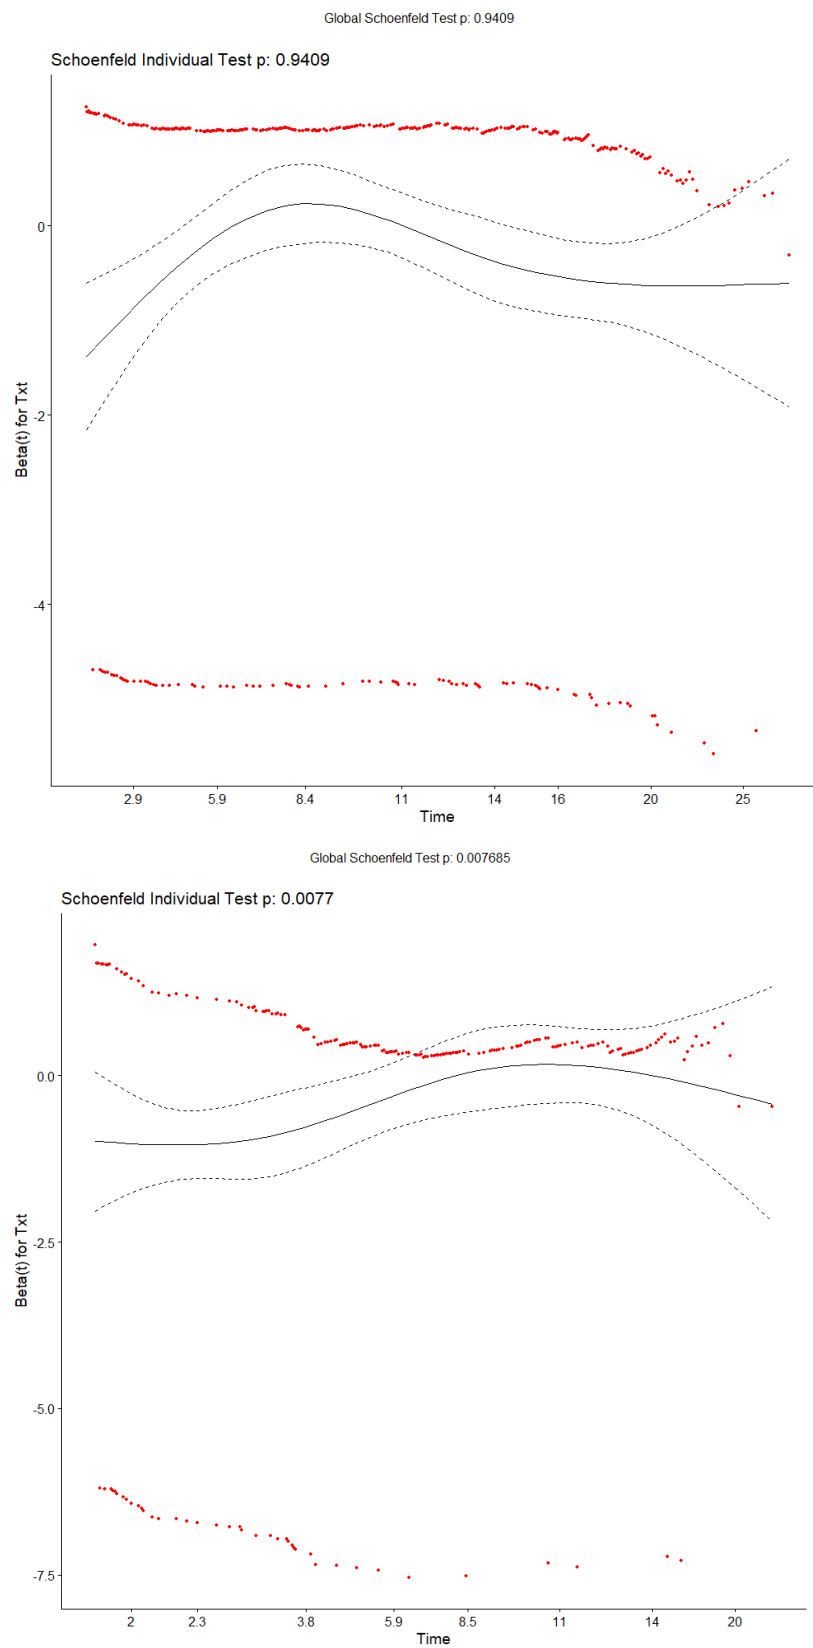 Global Schoenfeld Test p: 0.9409
Schoenfeld Individual Test p: 0.9409
0
-2
-4
Beta(t) for Txt
2.9 5.9 8.4 11 14 16 20 25
Time
Global Schoenfeld Test p: 0.007685
Schoenfeld Individual Test p: 0.0077
0.0
-2.5
-5.0
-7.5
Beta(t) for Txt
2 2.3 3.8 5.9 8.5 11 14 20
Time